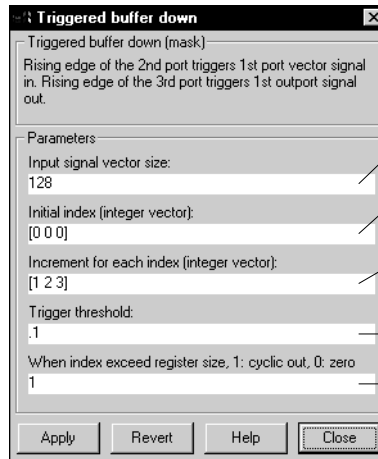 Triggered buffer down
Triggered buffer down (mask)
Rising edge of the 2nd port triggers 1st port vector signal
in. Rising edge of the 3rd port triggers 1st outport signal
out.
Parameters
Input signal vector size:
128
Initial index (integer vector):
[0 0 0]
Increment for each index (integer vector):
[1 2 3]
Trigger threshold:
.1
When index exceed register size, 1: cyclic out, 0: zero
1
Apply Revert Help Close